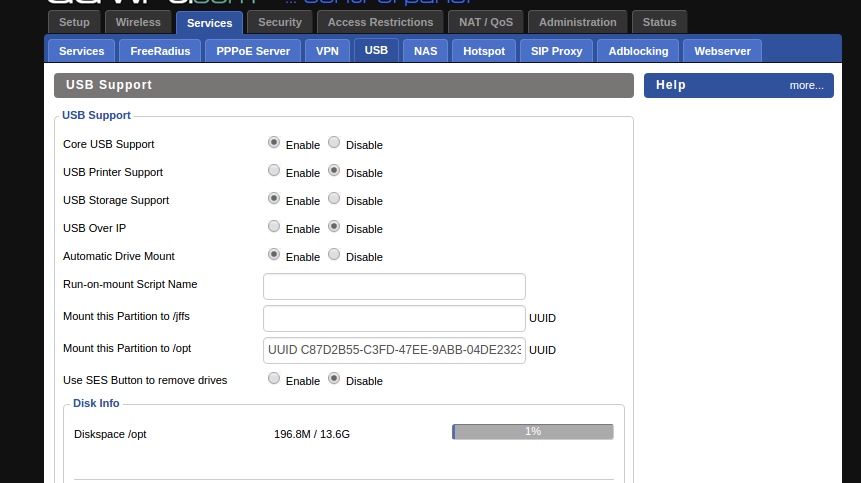 Setup Wireless Services Security Access Restrictions NAT / QoS Administration Status
Services FreeRadius PPPoE Server VPN USB NAS Hotspot SIP Proxy Adblocking Webserver
USB Support
Help more...
USB Support
Core USB Support Enable Disable
USB Printer Support Enable Disable
USB Storage Support Enable Disable
USB Over IP Enable Disable
Automatic Drive Mount Enable Disable
Run-on-mount Script Name
Mount this Partition to /jffs UUID
Mount this Partition to /opt UUID C87D2B55-C3FD-47EE-9ABB-04DE2323 UUID
Use SES Button to remove drives Enable Disable
Disk Info
Diskspace /opt 196.8M / 13.6G 1%